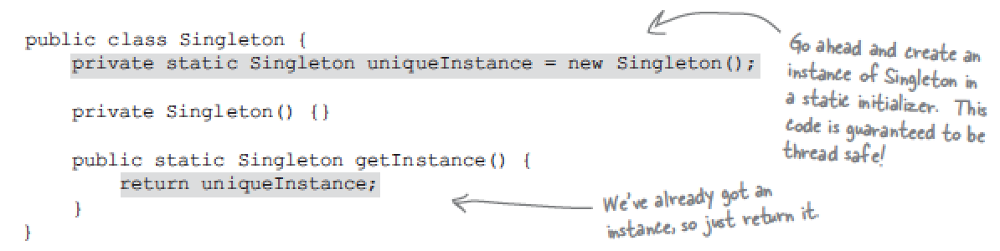 public class Singleton {
private static Singleton uniqueInstance = new Singleton();
private Singleton() {}
public static Singleton getInstance() {
return uniqueInstance;
}
}
Go ahead and create an
instance of Singleton in
a static initializer. This
code is guaranteed to be
thread safe!
We've already got an
instance, so just return it.